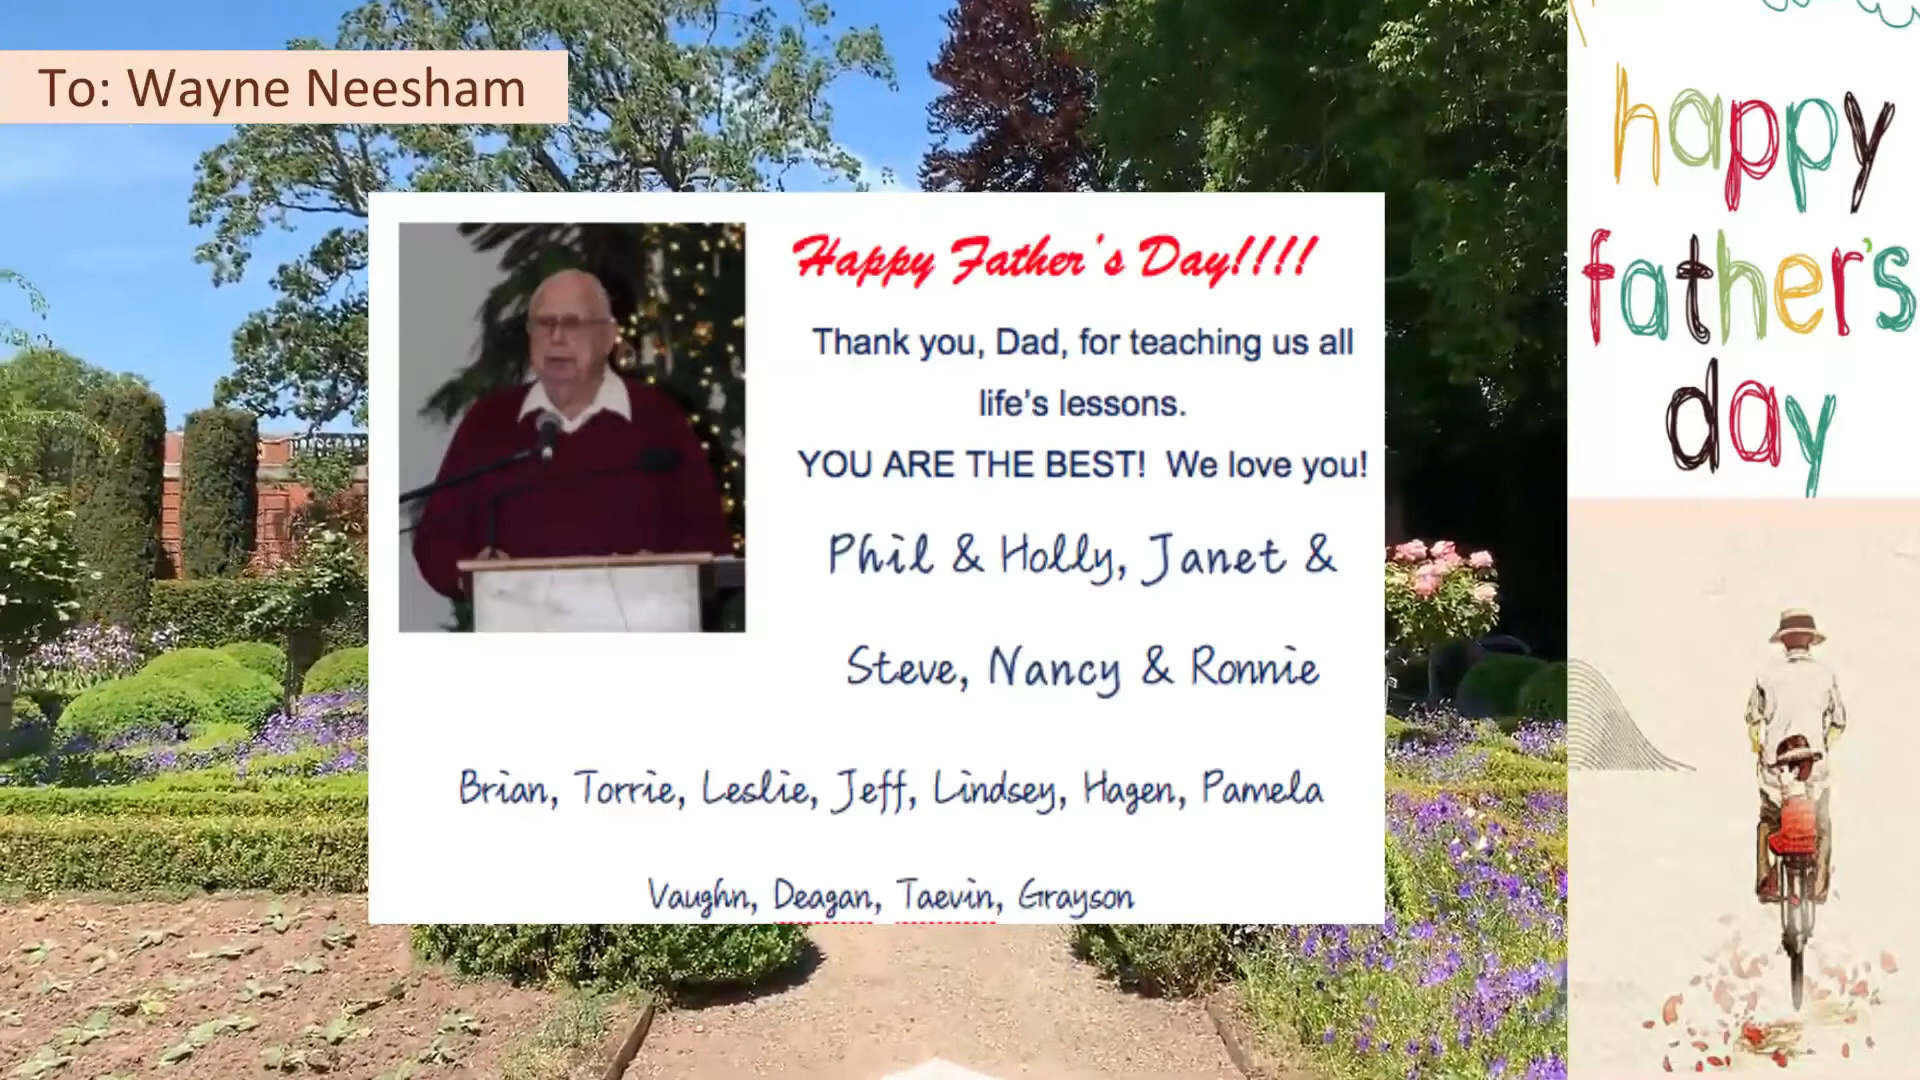 To: Wayne Neesham
Happy Father's Day!!!!
Thank you, Dad, for teaching us all
life's lessons.
YOU ARE THE BEST!  We love you!
Phil & Holly, Janet &
Steve, Nancy & Ronnie
Brian, Torrie, Leslie, Jeff, Lindsey, Hagen, Pamela
Vaughn, Deagan, Taevin, Grayson
happy
father's
day